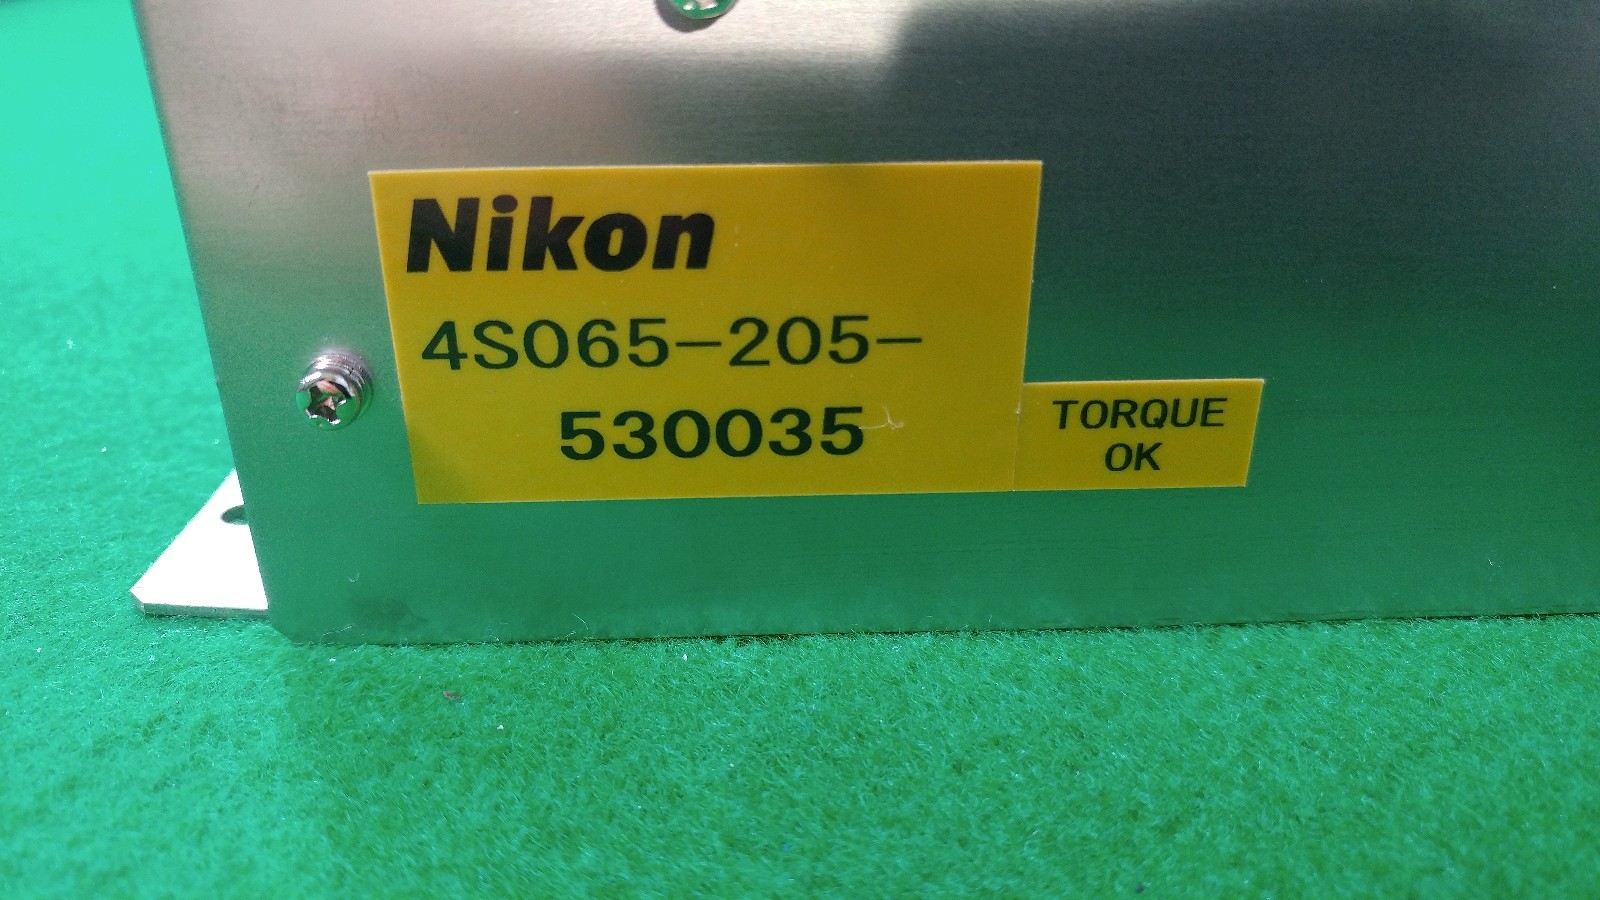 Nikon
4S065-205-
530035
TORQUE
OK